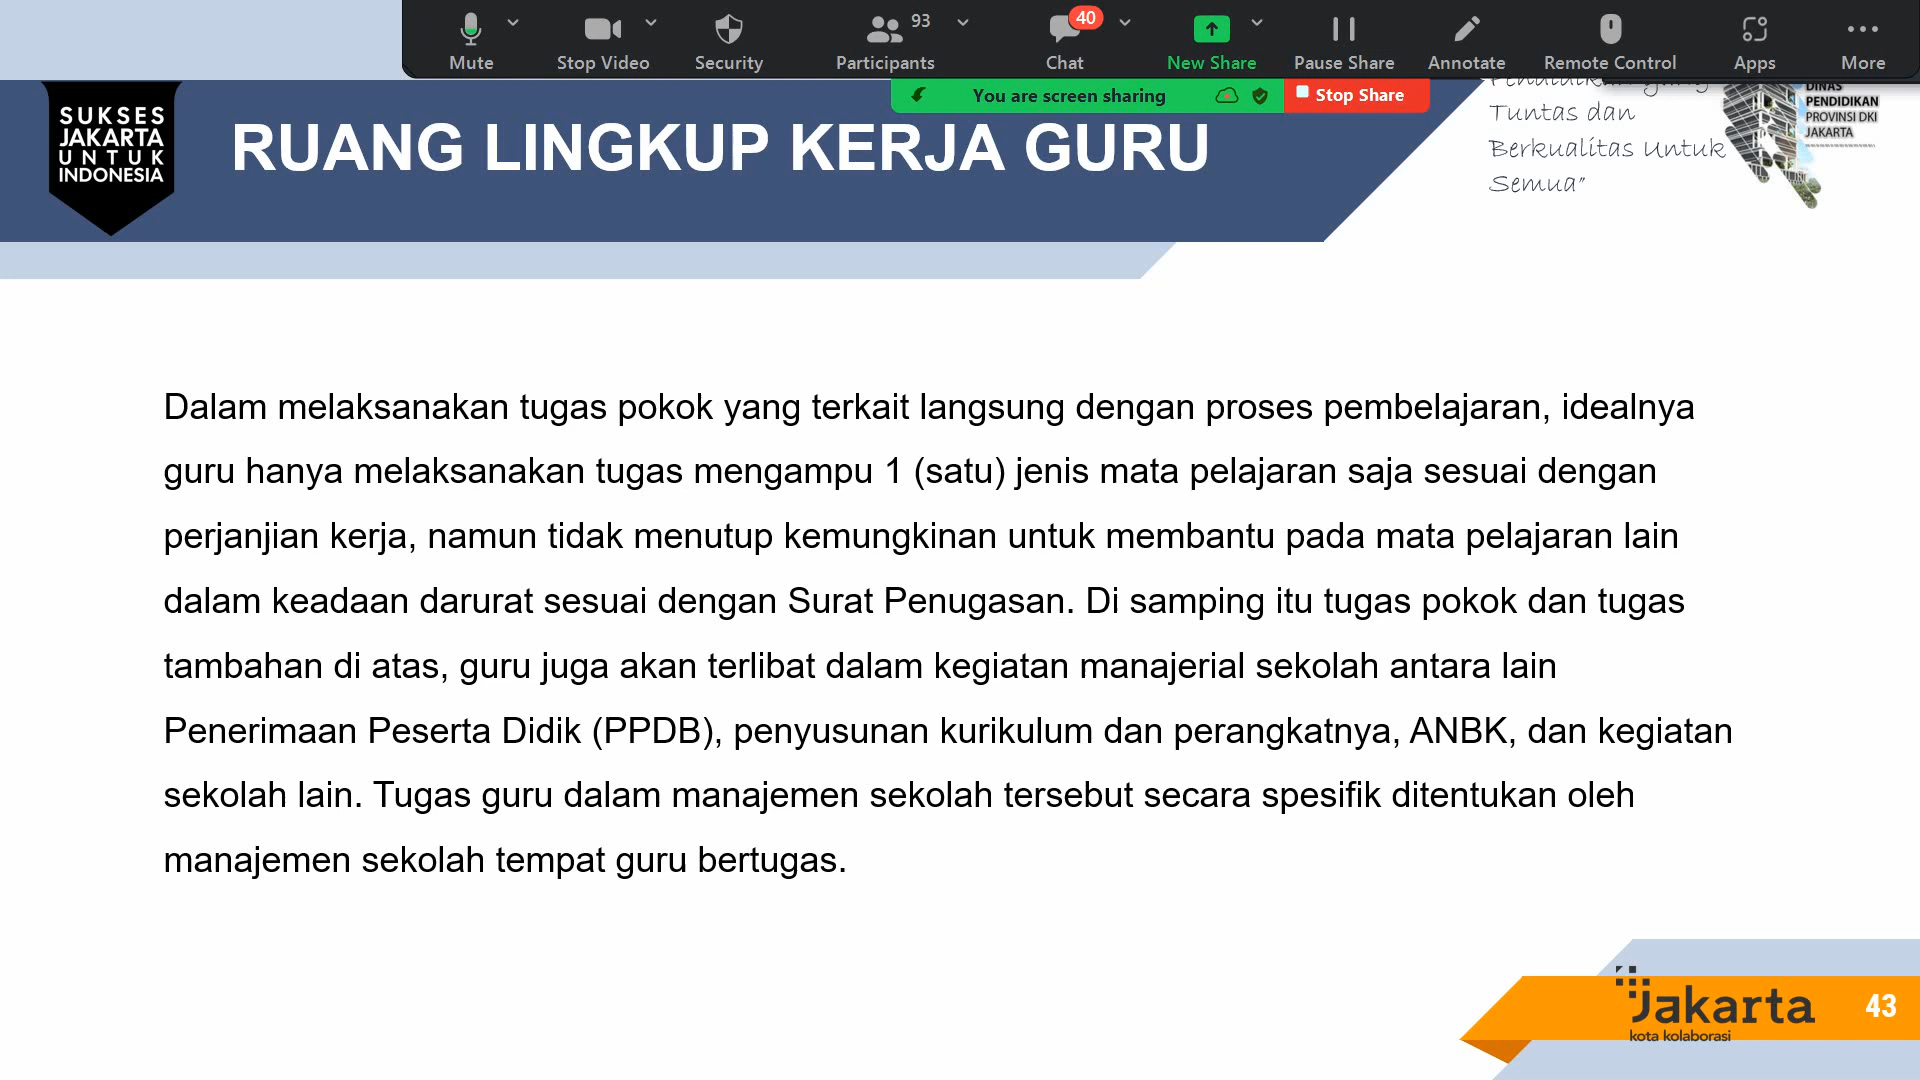 93
40
Mute
Stop Video
Security
Participants
Chat
New Share
Pause Share
Annotate
Remote Control
Apps
More
You are screen sharing
Stop Share
SUKSES
JAKARTA
UNTUK
INDONESIA
RUANG LINGKUP KERJA GURU
Tuntas dan
Berkualitas Untuk
Semua”
DINAS
PENDIDIKAN
PROVINSI DKI
JAKARTA
Dalam melaksanakan tugas pokok yang terkait langsung dengan proses pembelajaran, idealnya
guru hanya melaksanakan tugas mengampu 1 (satu) jenis mata pelajaran saja sesuai dengan
perjanjian kerja, namun tidak menutup kemungkinan untuk membantu pada mata pelajaran lain
dalam keadaan darurat sesuai dengan Surat Penugasan. Di samping itu tugas pokok dan tugas
tambahan di atas, guru juga akan terlibat dalam kegiatan manajerial sekolah antara lain
Penerimaan Peserta Didik (PPDB), penyusunan kurikulum dan perangkatnya, ANBK, dan kegiatan
sekolah lain. Tugas guru dalam manajemen sekolah tersebut secara spesifik ditentukan oleh
manajemen sekolah tempat guru bertugas.
Jakarta
kota kolaborasi
43